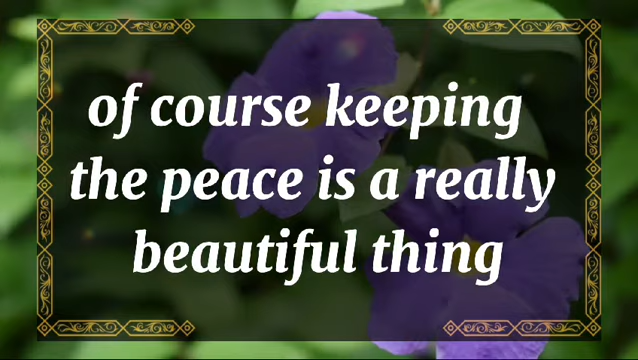 of course keeping
the peace is a really
beautiful thing